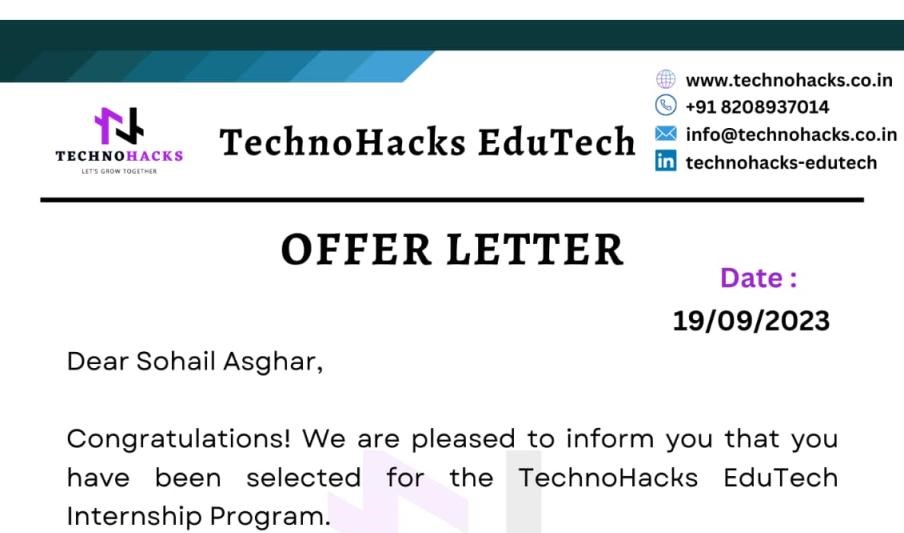 www.technohacks.co.in
+91 8208937014
info@technohacks.co.in
in technohacks-edutech
TECHNOHACKS
LET'S GROW TOGETHER
TechnoHacks EduTech
OFFER LETTER
Date :
19/09/2023
Dear Sohail Asghar,
Congratulations! We are pleased to inform you that you
have been selected for the TechnoHacks EduTech
Internship Program.